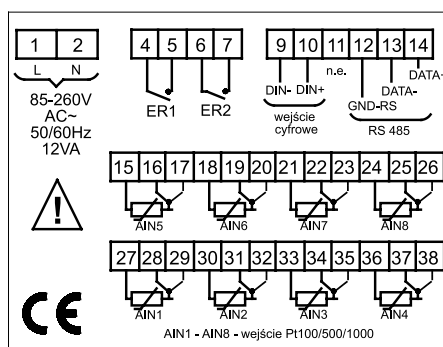 1 2 4 5 6 7 9 10 11 12 13 14
L N
ER1 ER2
DIN- DIN+ n.e. GND-RS DATA- DATA+
85-260V
AC~
50/60Hz
12VA
wejście
cyfrowe
RS 485
15 16 17 18 19 20 21 22 23 24 25 26
AIN5 AIN6 AIN7 AIN8
27 28 29 30 31 32 33 34 35 36 37 38
AIN1 AIN2 AIN3 AIN4
AIN1 - AIN8 - wejście Pt100/500/1000
!
CE